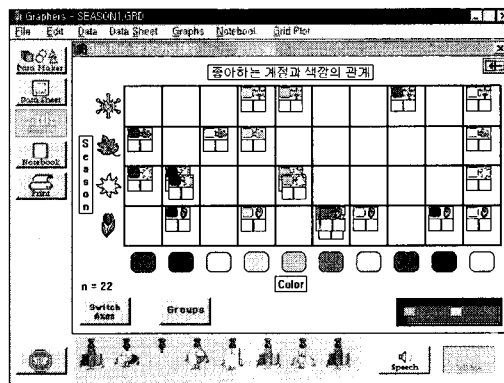 Graphers - SEASON1.GRD
File Edit Data Data Sheet Graphs Notebook Grid Plot
Data Maker
좋아하는 계정과 색깔의 관계
Data Sheet
Notebook
Print
Season
n = 22
Color
Switch Axes
Groups
Speech